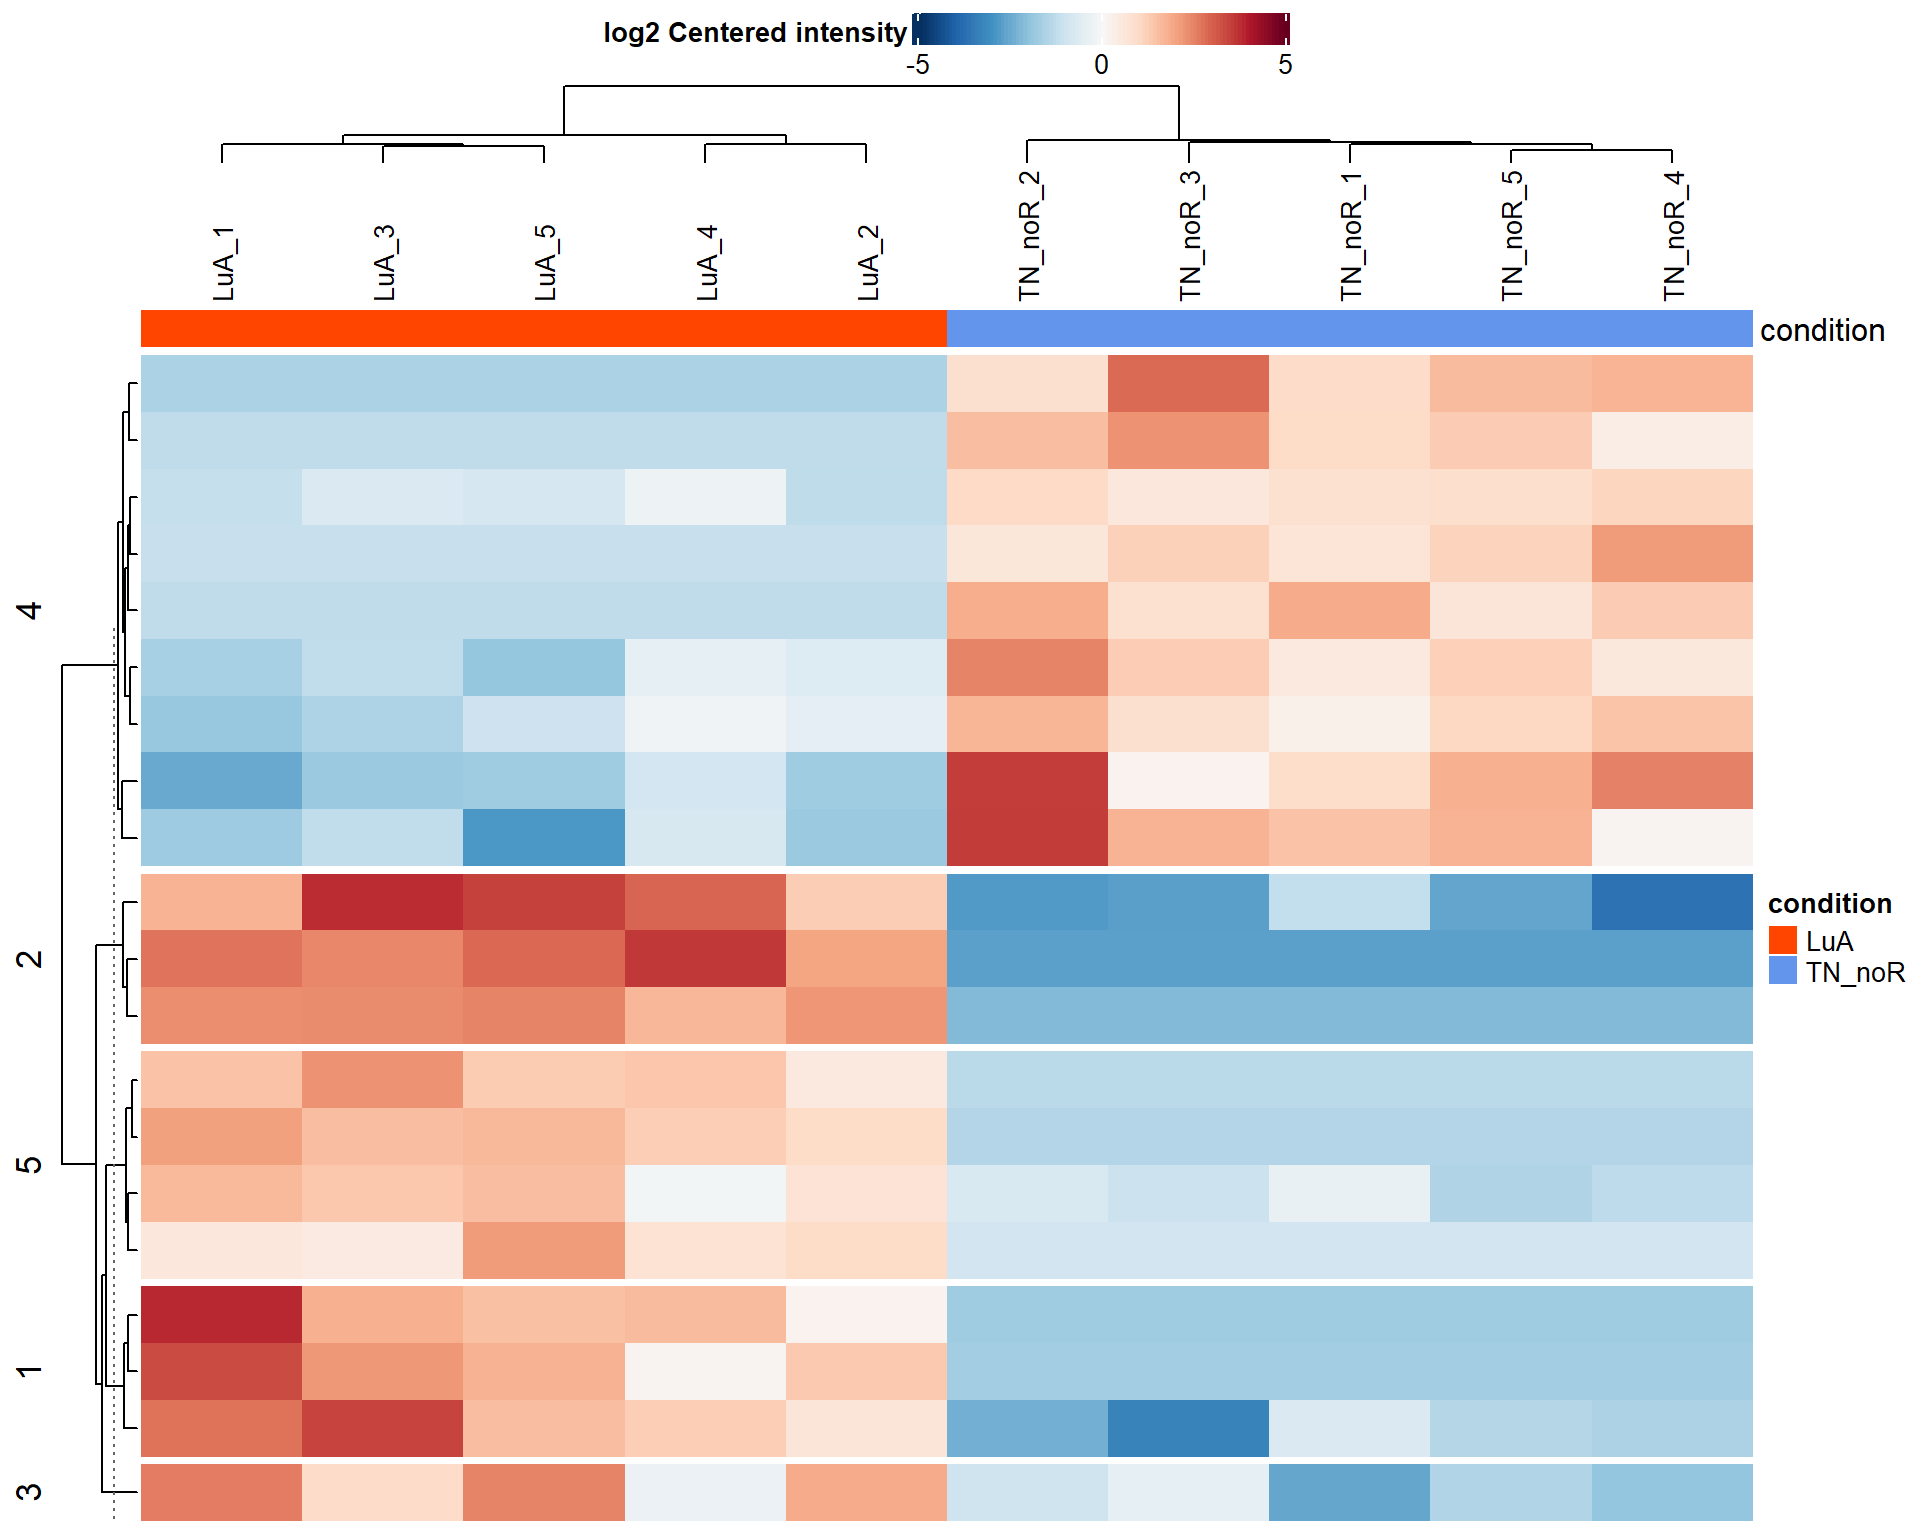 log2 Centered intensity
-5 0 5
LuA_1 LuA_3 LuA_5 LuA_4 LuA_2 TN_noR_2 TN_noR_3 TN_noR_1 TN_noR_5 TN_noR_4
condition
4
2
5
1
3
condition
LuA
TN_noR